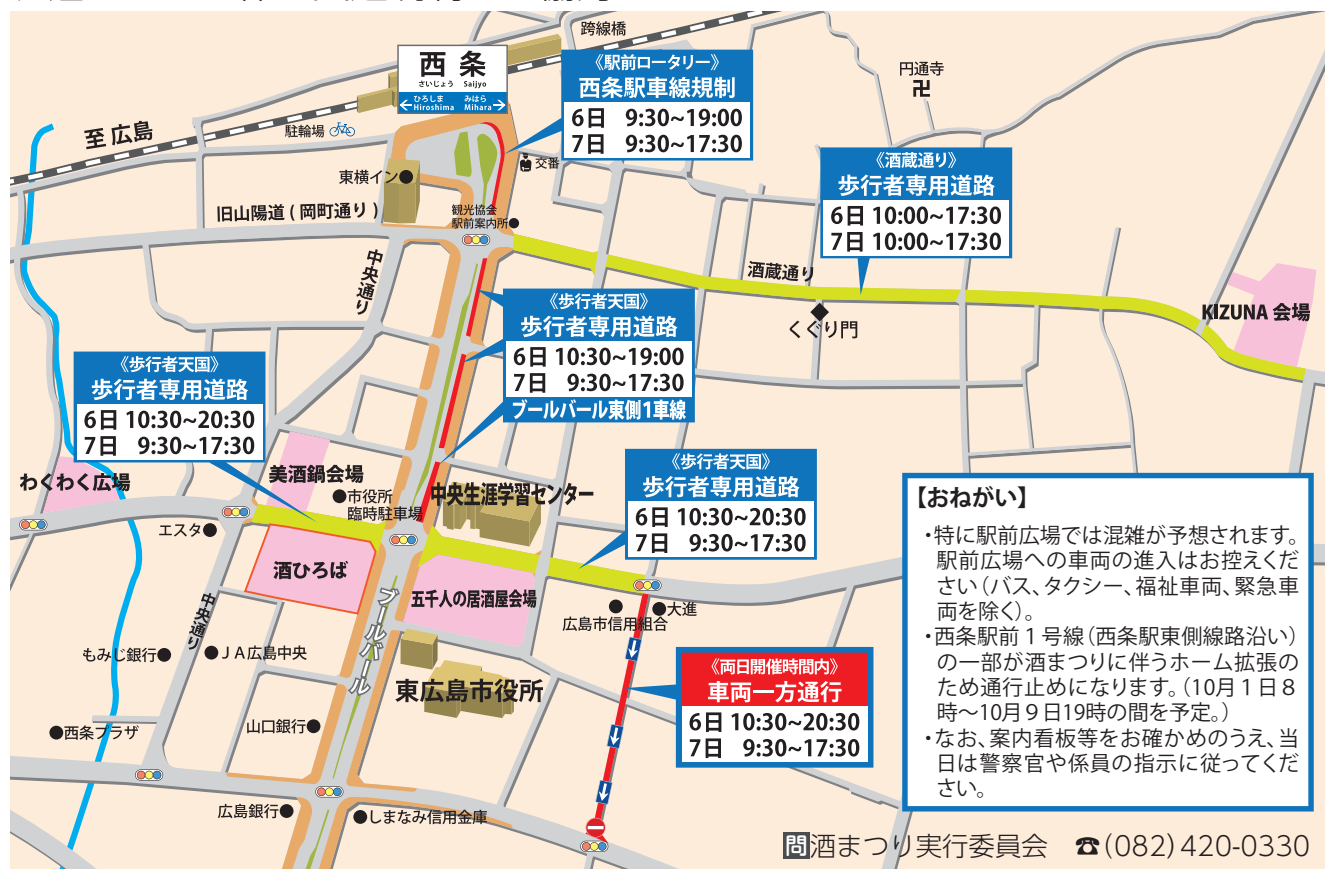 跨線橋
西条
さいじょう Saijyo
ひろしま みはら
Hiroshima Mihara
《駅前ロータリー》
西条駅車線規制
6日 9:30~19:00
7日 9:30~17:30
円通寺
卍
至 広島
駐輪場
交番
東横イン●
《酒蔵通り》
歩行者専用道路
6日 10:00~17:30
7日 10:00~17:30
旧山陽道 ( 岡町通り )
観光協会
駅前案内所●
中央通り
酒蔵通り
KIZUNA 会場
◆
くぐり門
《歩行者天国》
歩行者専用道路
6日 10:30~19:00
7日 9:30~17:30
ブールバール東側1車線
《歩行者天国》
歩行者専用道路
6日 10:30~20:30
7日 9:30~17:30
わくわく広場
美酒鍋会場
●市役所
臨時駐車場
中央生涯学習センター
《歩行者天国》
歩行者専用道路
6日 10:30~20:30
7日 9:30~17:30
エスタ●
酒ひろば
五千人の居酒屋会場
広島市信用組合
●大進
中央通り
ブールバール
もみじ銀行●
●ＪＡ広島中央
東広島市役所
《両日開催時間内》
車両一方通行
6日 10:30~20:30
7日 9:30~17:30
●西条プラザ
山口銀行●
広島銀行●
●しまなみ信用金庫
【おねがい】
・特に駅前広場では混雑が予想されます。
駅前広場への車両の進入はお控えくだ
さい（バス、タクシー、福祉車両、緊急車
両を除く）。
・西条駅前１号線（西条駅東側線路沿い）
の一部が酒まつりに伴うホーム拡張の
ため通行止めになります。（10月１日８
時～10月９日19時の間を予定。）
・なお、案内看板等をお確かめのうえ、当
日は警察官や係員の指示に従ってくだ
さい。
問酒まつり実行委員会 ☎(082) 420-0330